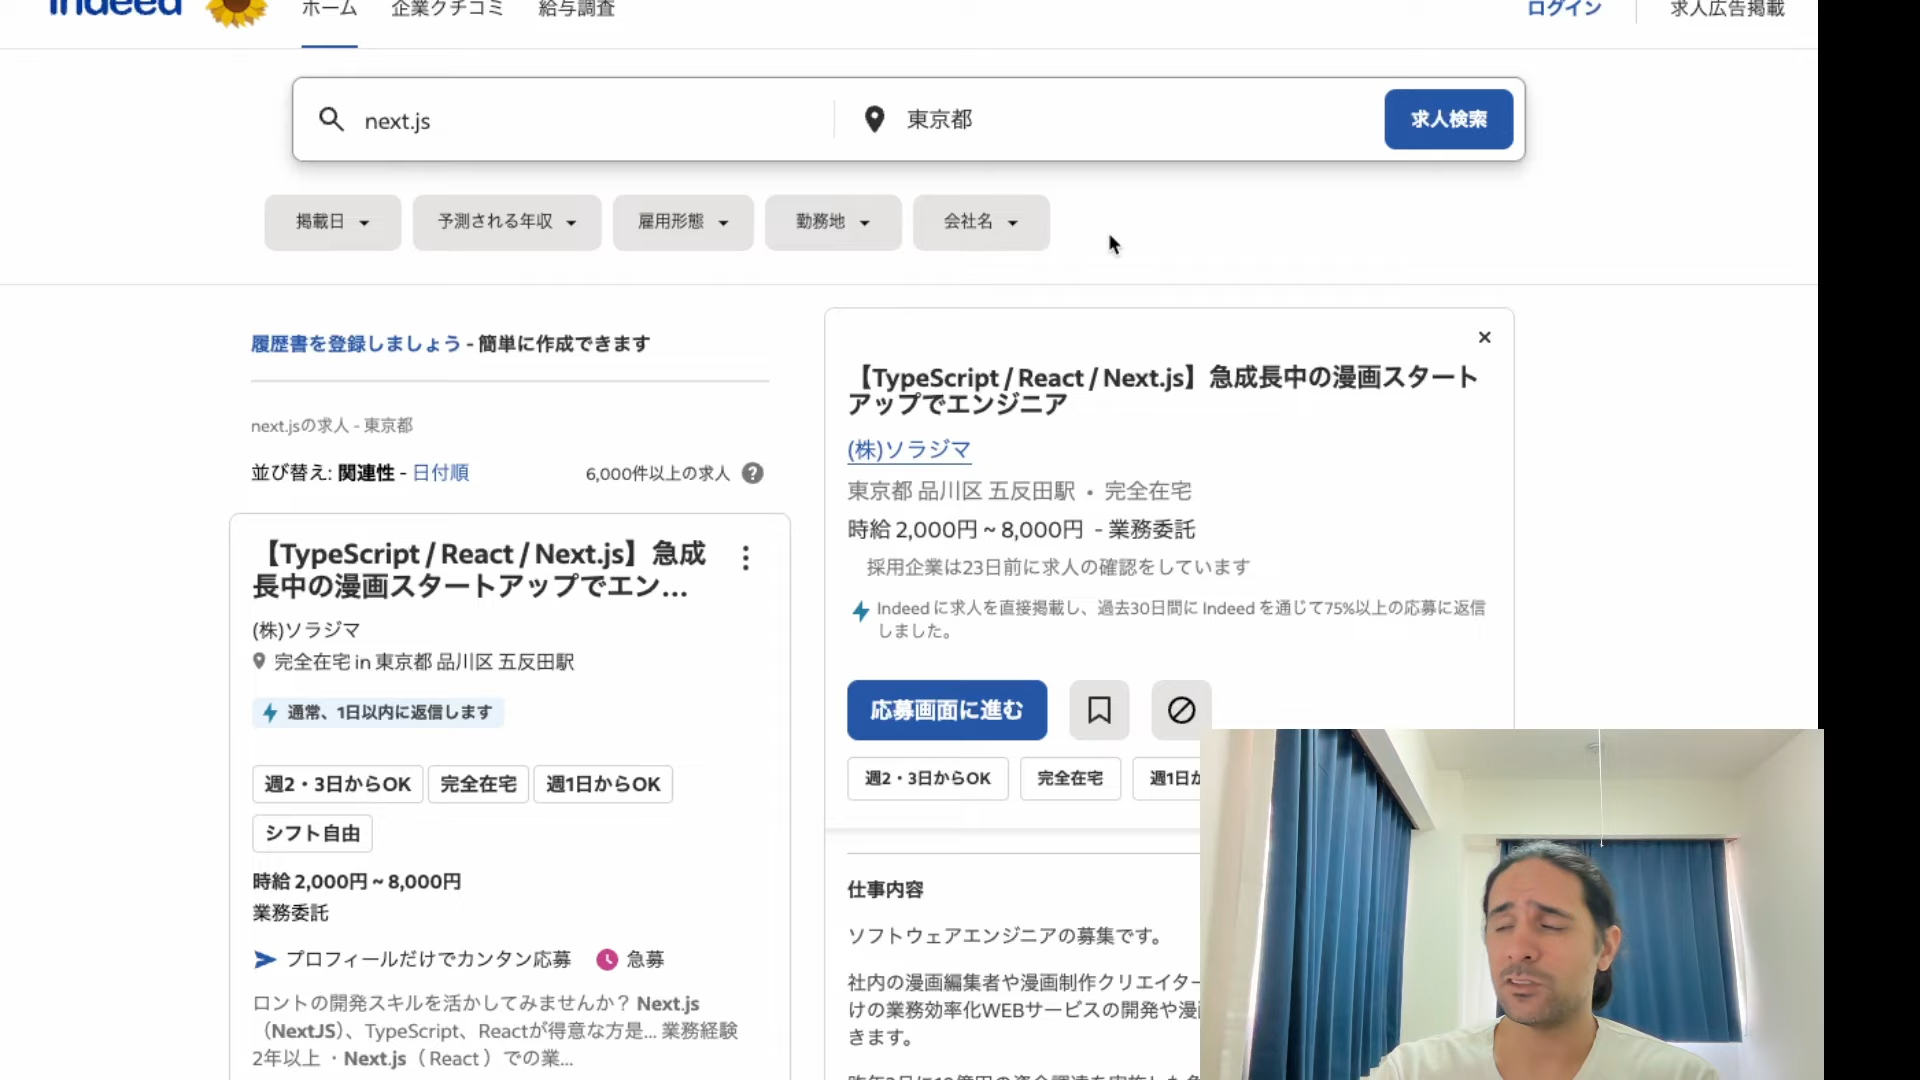 indeed
ホーム
企業クチコミ
給与調査
ログイン
求人広告掲載
next.js
東京都
求人検索
掲載日
予測される年収
雇用形態
勤務地
会社名
履歴書を登録しましょう - 簡単に作成できます
next.jsの求人 - 東京都
並び替え: 関連性 - 日付順
6,000件以上の求人
【TypeScript / React / Next.js】急成
長中の漫画スタートアップでエン...
(株)ソラジマ
完全在宅 in 東京都 品川区 五反田駅
通常、1日以内に返信します
週2・3日からOK
完全在宅
週1日からOK
シフト自由
時給 2,000円 ~ 8,000円
業務委託
プロフィールだけでカンタン応募
急募
ロントの開発スキルを活かしてみませんか？ Next.js
（NextJS）、TypeScript、Reactが得意な方是... 業務経験
2年以上 ・Next.js（ React ）での業...
【TypeScript / React / Next.js】急成長中の漫画スタート
アップでエンジニア
(株)ソラジマ
東京都 品川区 五反田駅 • 完全在宅
時給 2,000円 ~ 8,000円 - 業務委託
採用企業は23日前に求人の確認をしています
Indeed に求人を直接掲載し、過去30日間に Indeed を通じて75%以上の応募に返信
しました。
応募画面に進む
週2・3日からOK
完全在宅
週1日か
仕事内容
ソフトウェアエンジニアの募集です。
社内の漫画編集者や漫画制作クリエイター
けの業務効率化WEBサービスの開発や漫
きます。